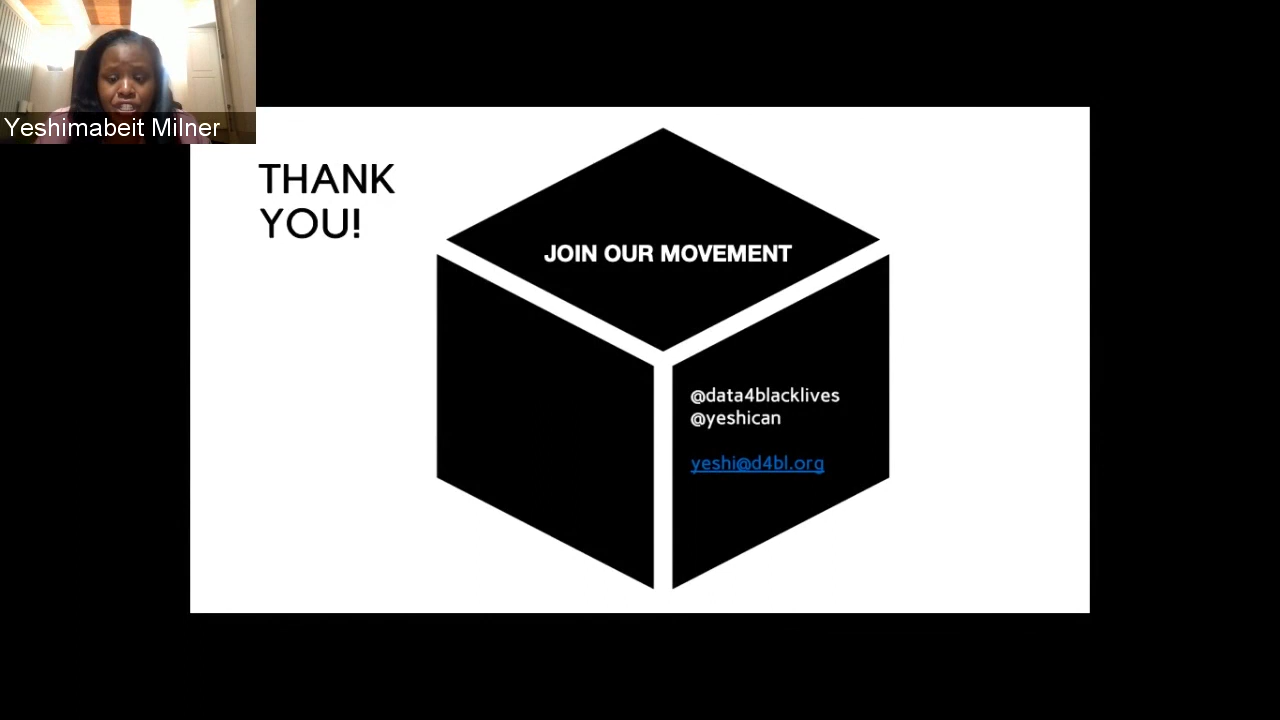 Yeshimabeit Milner
THANK
YOU!
JOIN OUR MOVEMENT
@data4blacklives
@yeshican
yeshi@d4bl.org